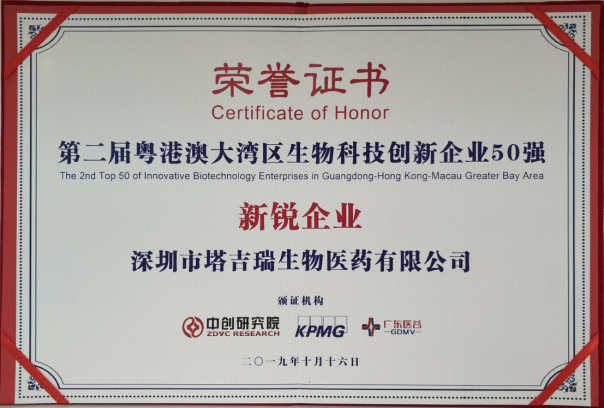 荣誉证书
Certificate of Honor
第二届粤港澳大湾区生物科技创新企业50强
The 2nd Top 50 of Innovative Biotechnology Enterprises in Guangdong-Hong Kong-Macau Greater Bay Area
新锐企业
深圳市塔吉瑞生物医药有限公司
颁证机构
中创研究院 KPMG 广东医谷
ZDVC RESEARCH GDMV
二〇一九年十月十六日